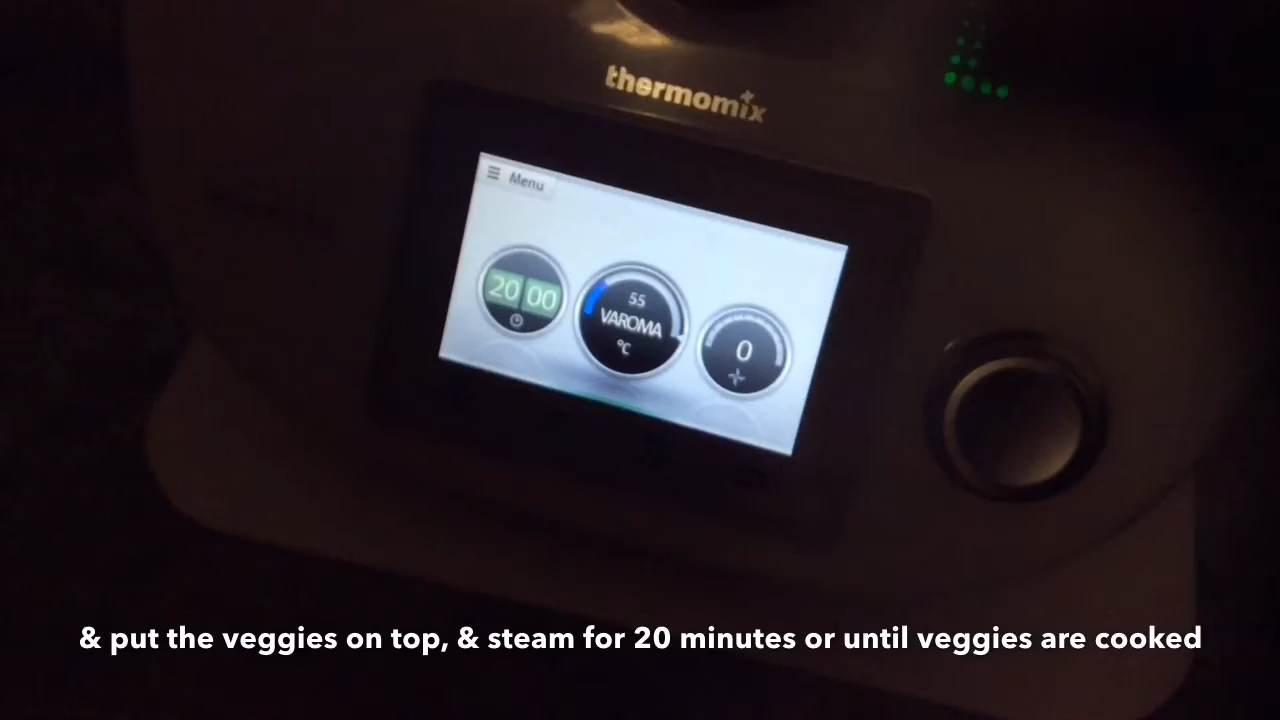 thermomix
Menu
20 00
55
VAROMA
°C
0
& put the veggies on top, & steam for 20 minutes or until veggies are cooked